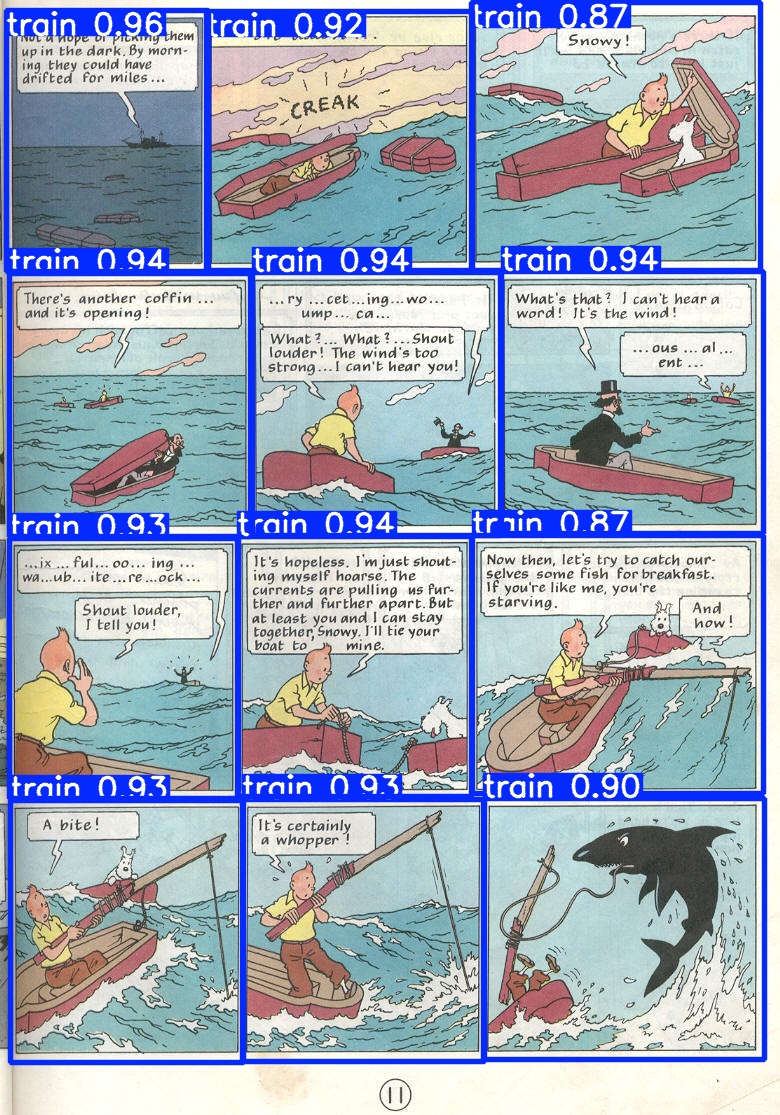 train 0.96
Not a hope of picking them
up in the dark. By morn-
ing they could have
drifted for miles...
train 0.92
CREAK
train 0.87
Snowy!
train 0.94
There's another coffin...
and it's opening!
train 0.94
...ry ...cet...ing...wo...
ump... ca...
What?... What?...Shout
louder! The wind's too
strong...I can't hear you!
train 0.94
What's that? I can't hear a
word! It's the wind!
...ous ... al ...
ent ...
train 0.93
...ix ... ful... oo... ing ...
wa...ub...ite...re...ock...
Shout louder,
I tell you!
train 0.94
It's hopeless. I'm just shout-
ing myself hoarse. The
currents are pulling us fur-
ther and further apart. But
at least you and I can stay
together, Snowy. I'll tie your
boat to mine.
train 0.87
Now then, let's try to catch our-
selves some fish for breakfast.
If you're like me, you're
starving.
And
how!
train 0.93
A bite!
train 0.93
It's certainly
a whopper!
train 0.90
11